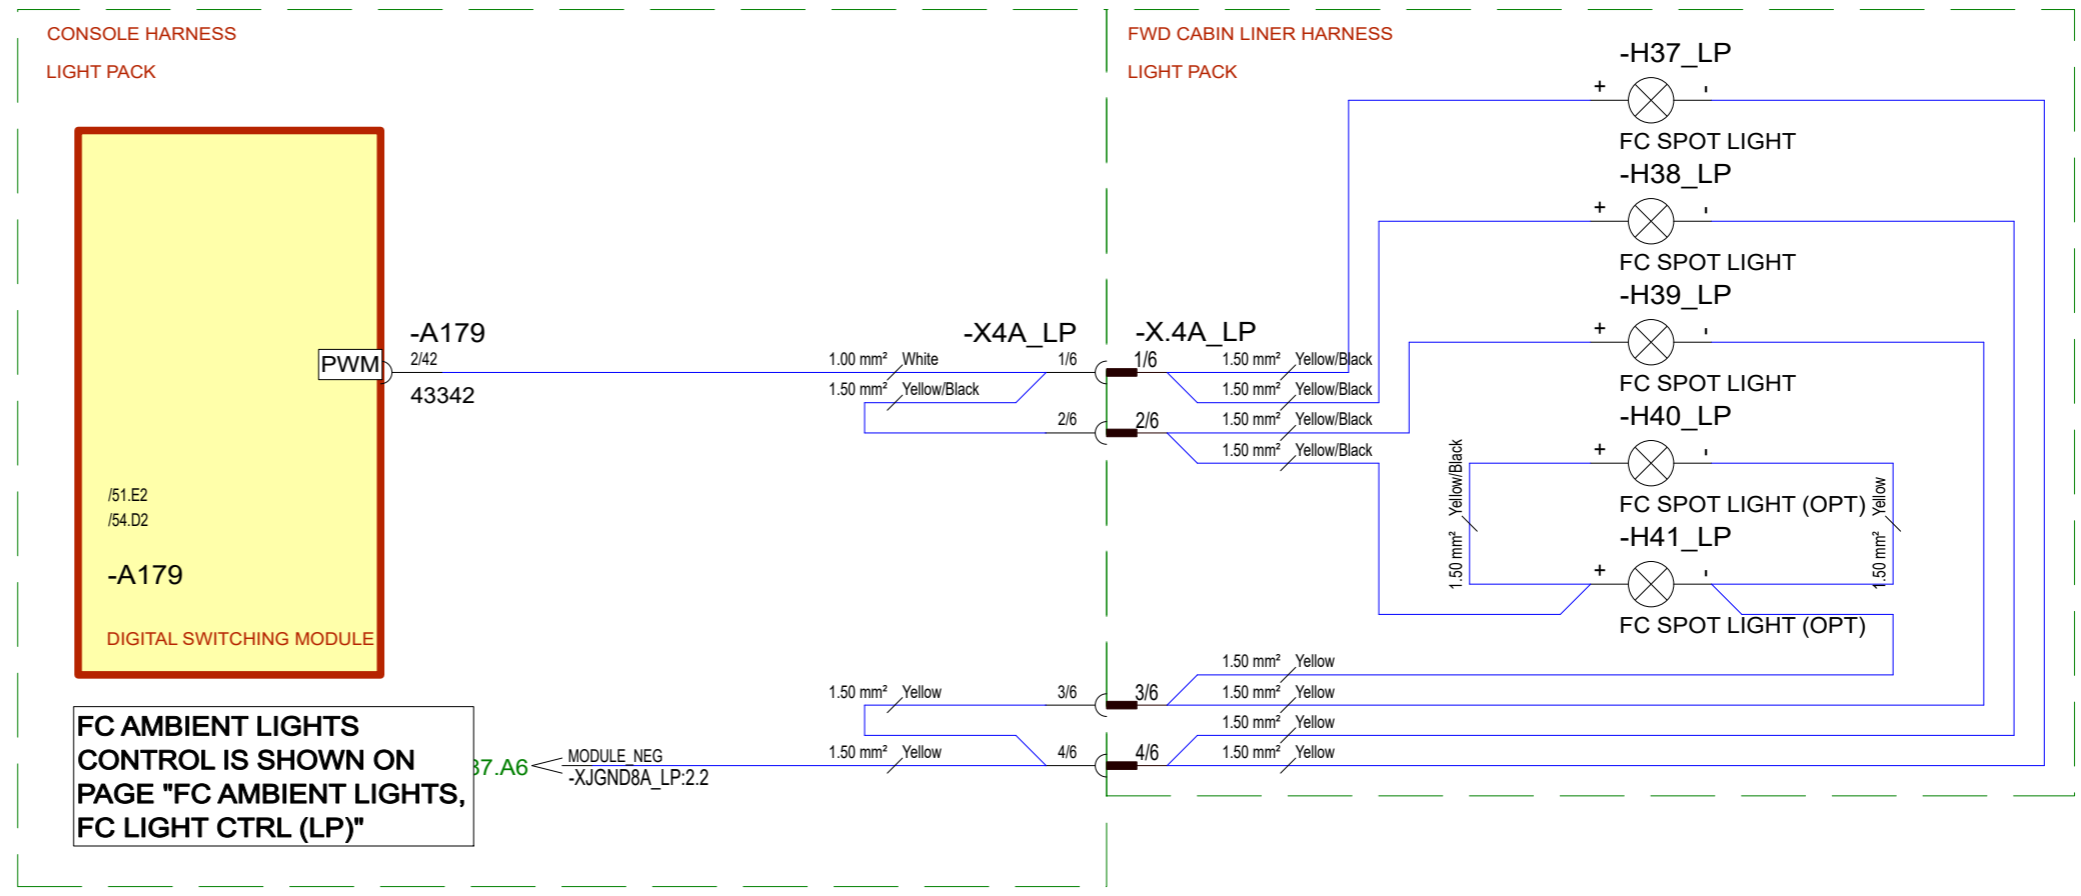 CONSOLE HARNESS
LIGHT PACK
FWD CABIN LINER HARNESS
LIGHT PACK
-H37_LP
+ -
FC SPOT LIGHT
-H38_LP
+ -
FC SPOT LIGHT
-H39_LP
+ -
FC SPOT LIGHT
-H40_LP
+ -
FC SPOT LIGHT (OPT)
-H41_LP
+ -
FC SPOT LIGHT (OPT)
1.50 mm² Yellow/Black
1.50 mm² Yellow
PWM
-A179
2/42
43342
-X4A_LP
-X.4A_LP
1.00 mm² White
1/6
1/6
1.50 mm² Yellow/Black
1.50 mm² Yellow/Black
1.50 mm² Yellow/Black
2/6
2/6
1.50 mm² Yellow/Black
1.50 mm² Yellow/Black
/51.E2
/54.D2
-A179
DIGITAL SWITCHING MODULE
1.50 mm² Yellow
1.50 mm² Yellow
3/6
3/6
1.50 mm² Yellow
1.50 mm² Yellow
FC AMBIENT LIGHTS
CONTROL IS SHOWN ON
PAGE "FC AMBIENT LIGHTS,
FC LIGHT CTRL (LP)"
37.A6
MODULE_NEG
-XJGND8A_LP:2.2
1.50 mm² Yellow
4/6
4/6
1.50 mm² Yellow